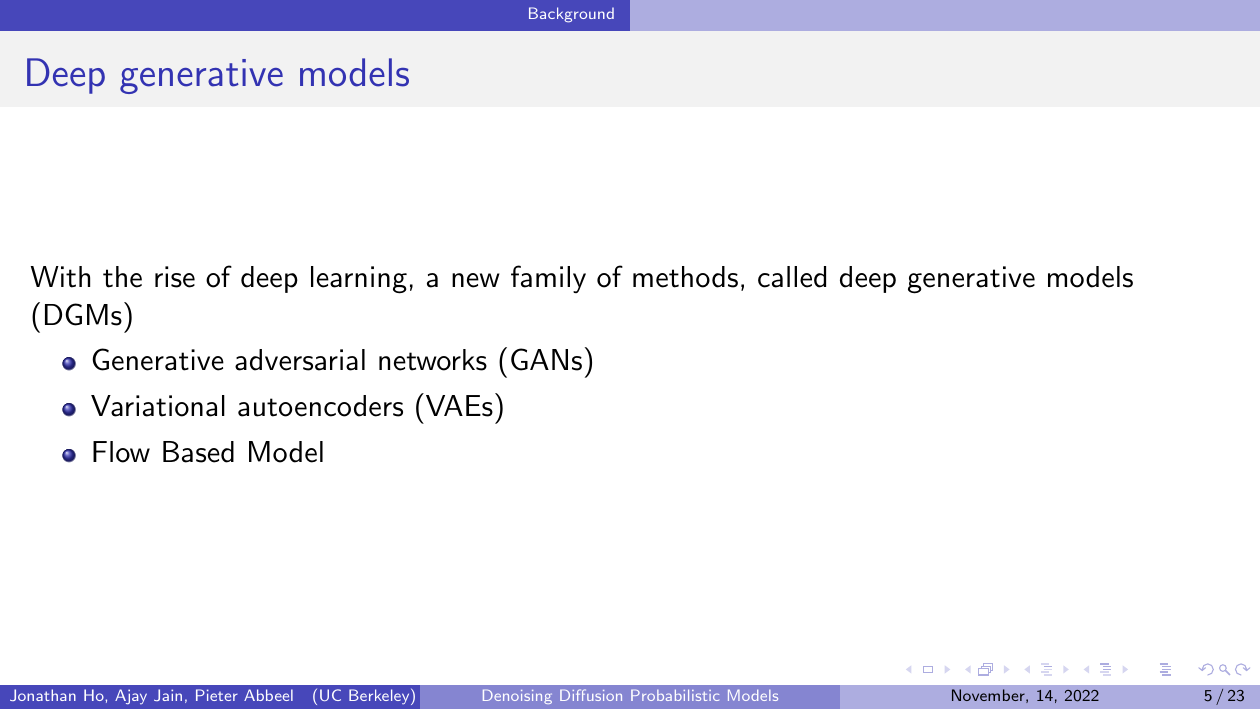 Background
Deep generative models
With the rise of deep learning, a new family of methods, called deep generative models
(DGMs)
Generative adversarial networks (GANs)
Variational autoencoders (VAEs)
Flow Based Model
Jonathan Ho, Ajay Jain, Pieter Abbeel (UC Berkeley) Denoising Diffusion Probabilistic Models November, 14, 2022 5 / 23